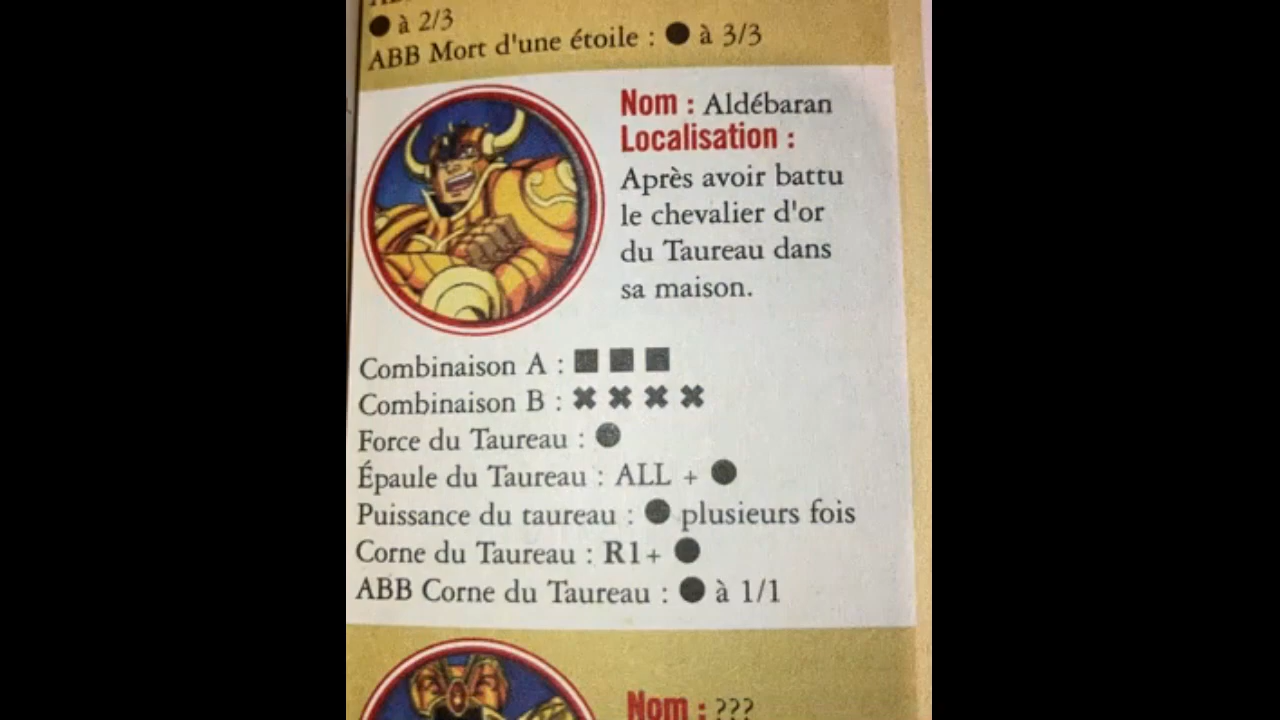 ● à 2/3
ABB Mort d'une étoile : ● à 3/3
Nom : Aldébaran
Localisation :
Après avoir battu
le chevalier d'or
du Taureau dans
sa maison.
Combinaison A : ■ ■ ■
Combinaison B : ✖ ✖ ✖ ✖
Force du Taureau : ●
Épaule du Taureau : ALL + ●
Puissance du taureau : ● plusieurs fois
Corne du Taureau : R1+ ●
ABB Corne du Taureau : ● à 1/1
Nom : ???